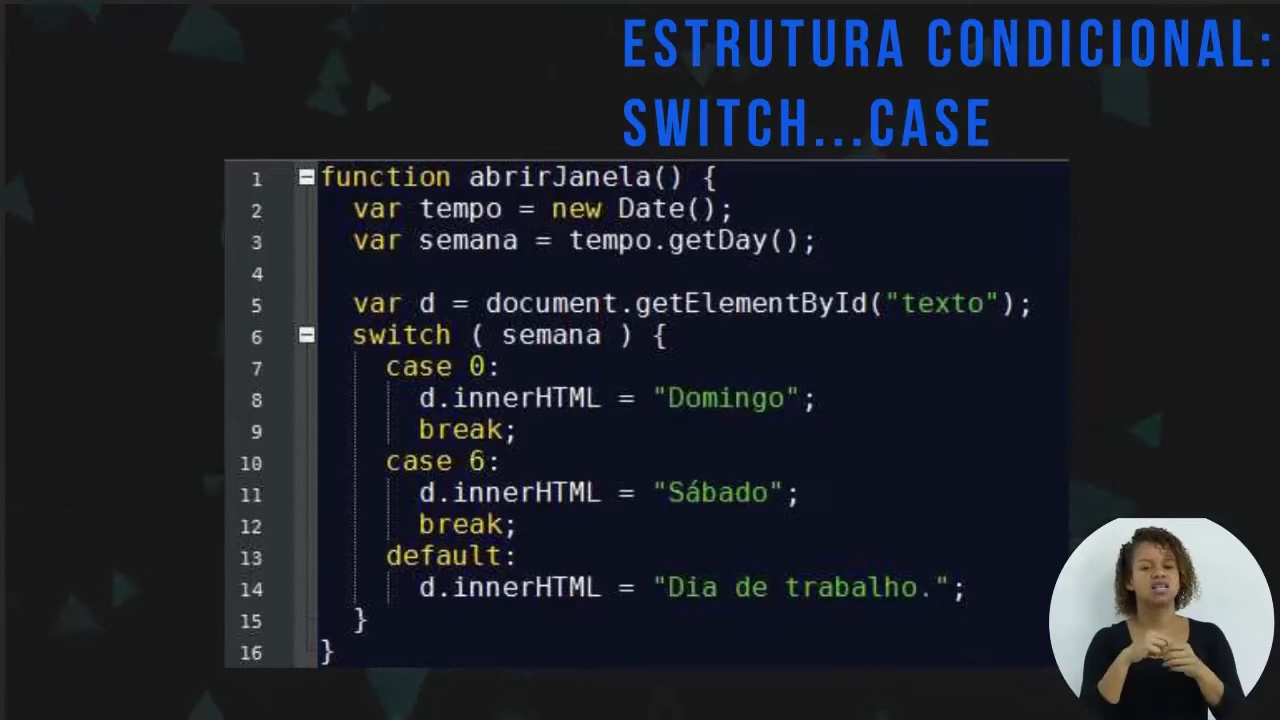 ESTRUTURA CONDICIONAL:
SWITCH...CASE
1 function abrirJanela() {
2 var tempo = new Date();
3 var semana = tempo.getDay();
4
5 var d = document.getElementById("texto");
6 switch ( semana ) {
7 case 0:
8 d.innerHTML = "Domingo";
9 break;
10 case 6:
11 d.innerHTML = "Sábado";
12 break;
13 default:
14 d.innerHTML = "Dia de trabalho.";
15 }
16 }